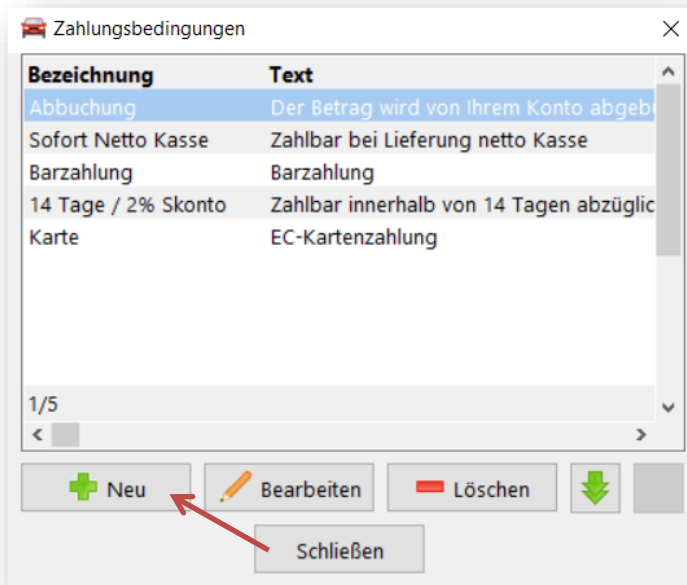 Zahlungsbedingungen
Bezeichnung Text
Abbuchung Der Betrag wird von Ihrem Konto
Sofort Netto Kasse Zahlbar bei Lieferung netto Kasse
Barzahlung Barzahlung
14 Tage / 2% Skonto Zahlbar innerhalb von 14 Tagen abzüglic
Karte EC-Kartenzahlung
1/5
Neu Bearbeiten Löschen
Schließen